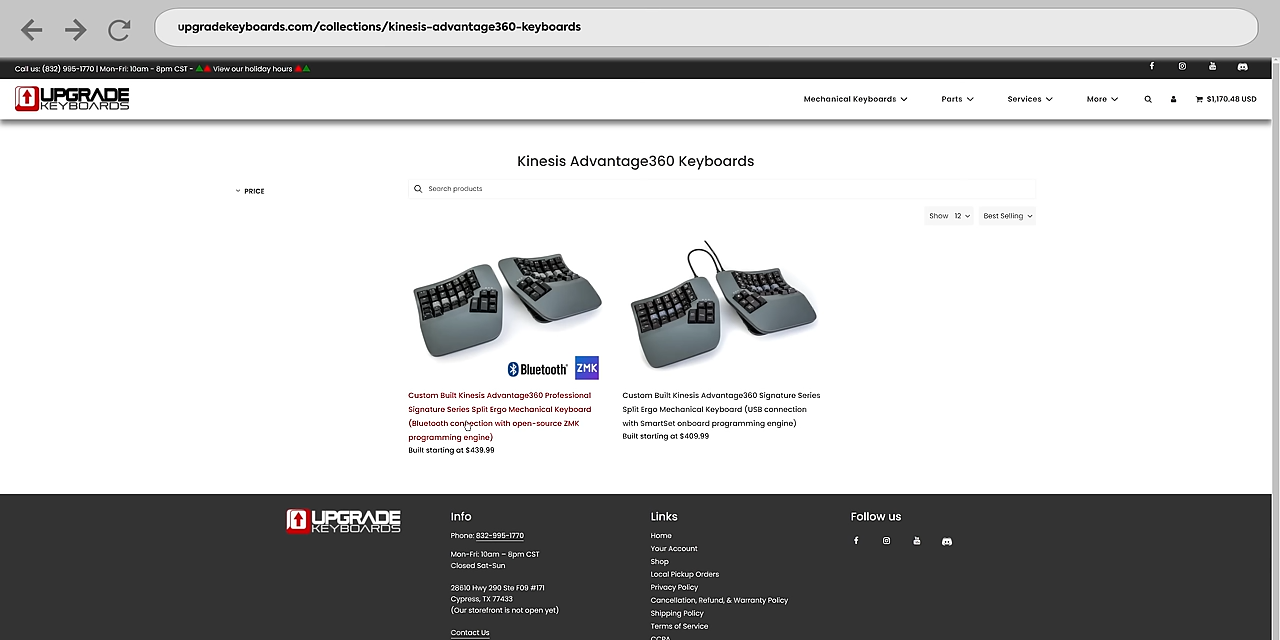 upgradekeyboards.com/collections/kinesis-advantage360-keyboards
Call us: (832) 995-1770 | Mon-Fri: 10am - 8pm CST - View our holiday hours
UPGRADE
KEYBOARDS
Mechanical Keyboards
Parts
Services
More
$1,170.48 USD
Kinesis Advantage360 Keyboards
PRICE
Search products
Show 12
Best Selling
Bluetooth®
ZMK
Custom Built Kinesis Advantage360 Professional
Signature Series Split Ergo Mechanical Keyboard
(Bluetooth connection with open-source ZMK
programming engine)
Built starting at $439.99
Custom Built Kinesis Advantage360 Signature Series
Split Ergo Mechanical Keyboard (USB connection
with SmartSet onboard programming engine)
Built starting at $409.99
UPGRADE
KEYBOARDS
Info
Phone: 832-995-1770
Mon-Fri: 10am – 8pm CST
Closed Sat-Sun
28610 Hwy 290 Ste F09 #171
Cypress, TX 77433
(Our storefront is not open yet)
Contact Us
Links
Home
Your Account
Shop
Local Pickup Orders
Privacy Policy
Cancellation, Refund, & Warranty Policy
Shipping Policy
Terms of Service
CCPA
Follow us